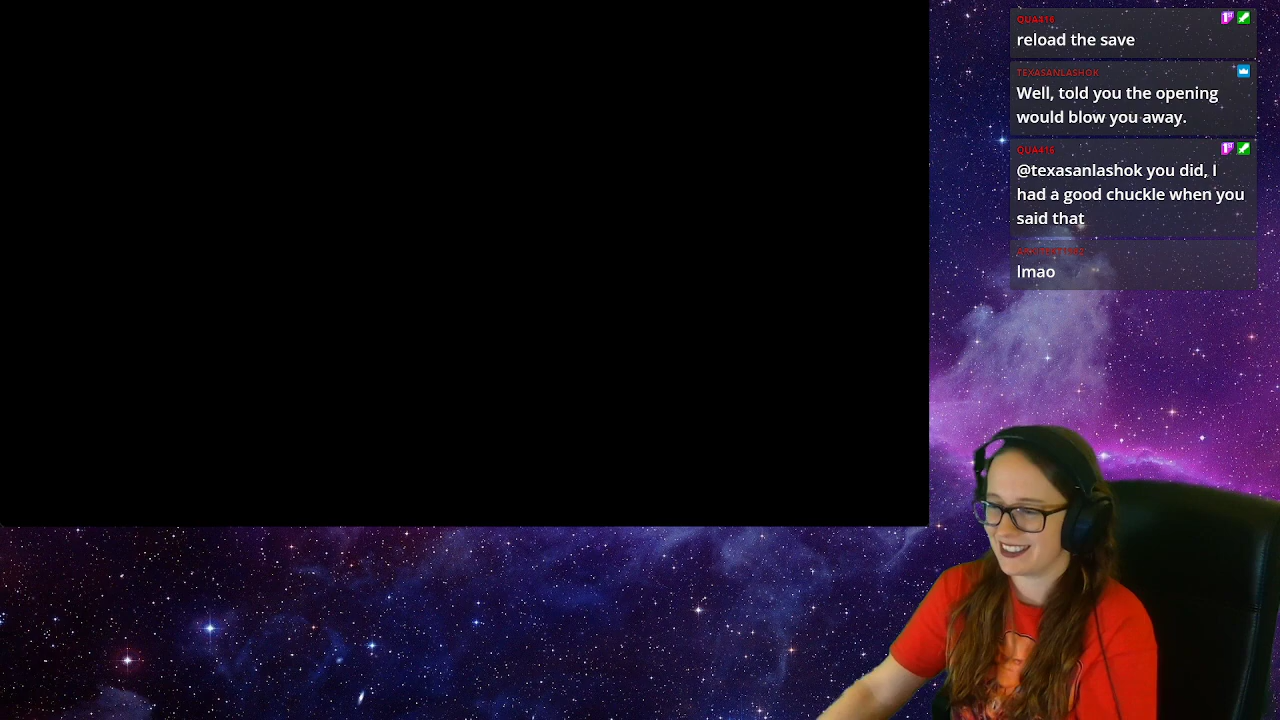 QUA416
reload the save
TEXASANLASHOK
Well, told you the opening
would blow you away.
QUA416
@texasanlashok you did, I
had a good chuckle when you
said that
lmao